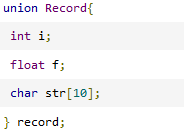 union Record{
int i;
float f;
char str[10];
} record;